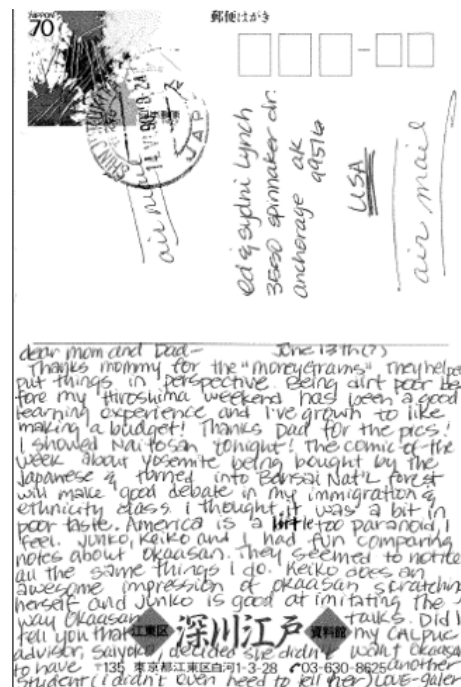 NIPPON
70
郵便はがき
SHINJUKU
JAPAN
air mail
Ed & Sydni Lynch
3560 Spinnaker dr.
anchorage ak
99516
USA
air mail
dear mom and Dad— June 13th(?)
Thanks mommy for the "moneygrams". They helped
put things in perspective. Being dirt poor be-
fore my Hiroshima weekend has been a good
learning experience and I've grown to like
making a budget! Thanks Dad for the pics!
I showed Naitosan tonight! The comic of the
week about yosemite being bought by the
Japanese & turned into Bonsai Nat'l forest
will make good debate in my immigration &
ethnicity class. i thought it was a bit in
poor taste. America is a little too paranoid, I
feel. Junko, Keiko and I had fun comparing
notes about okaasan. They seemed to notice
all the same things I do. Keiko does an
awesome impression of okaasan scratching
herself and Junko is good at imitating the
way Okaasan talks. Did I
江東区 深川江戸 資料館
tell you that my CALPUC
advisor, Saiyoko decided she didn't want okaasan
to have another
〒135 東京都江東区白河1-3-28 ☎03-630-8625
student (i didn't even need to tell her) LOVE-